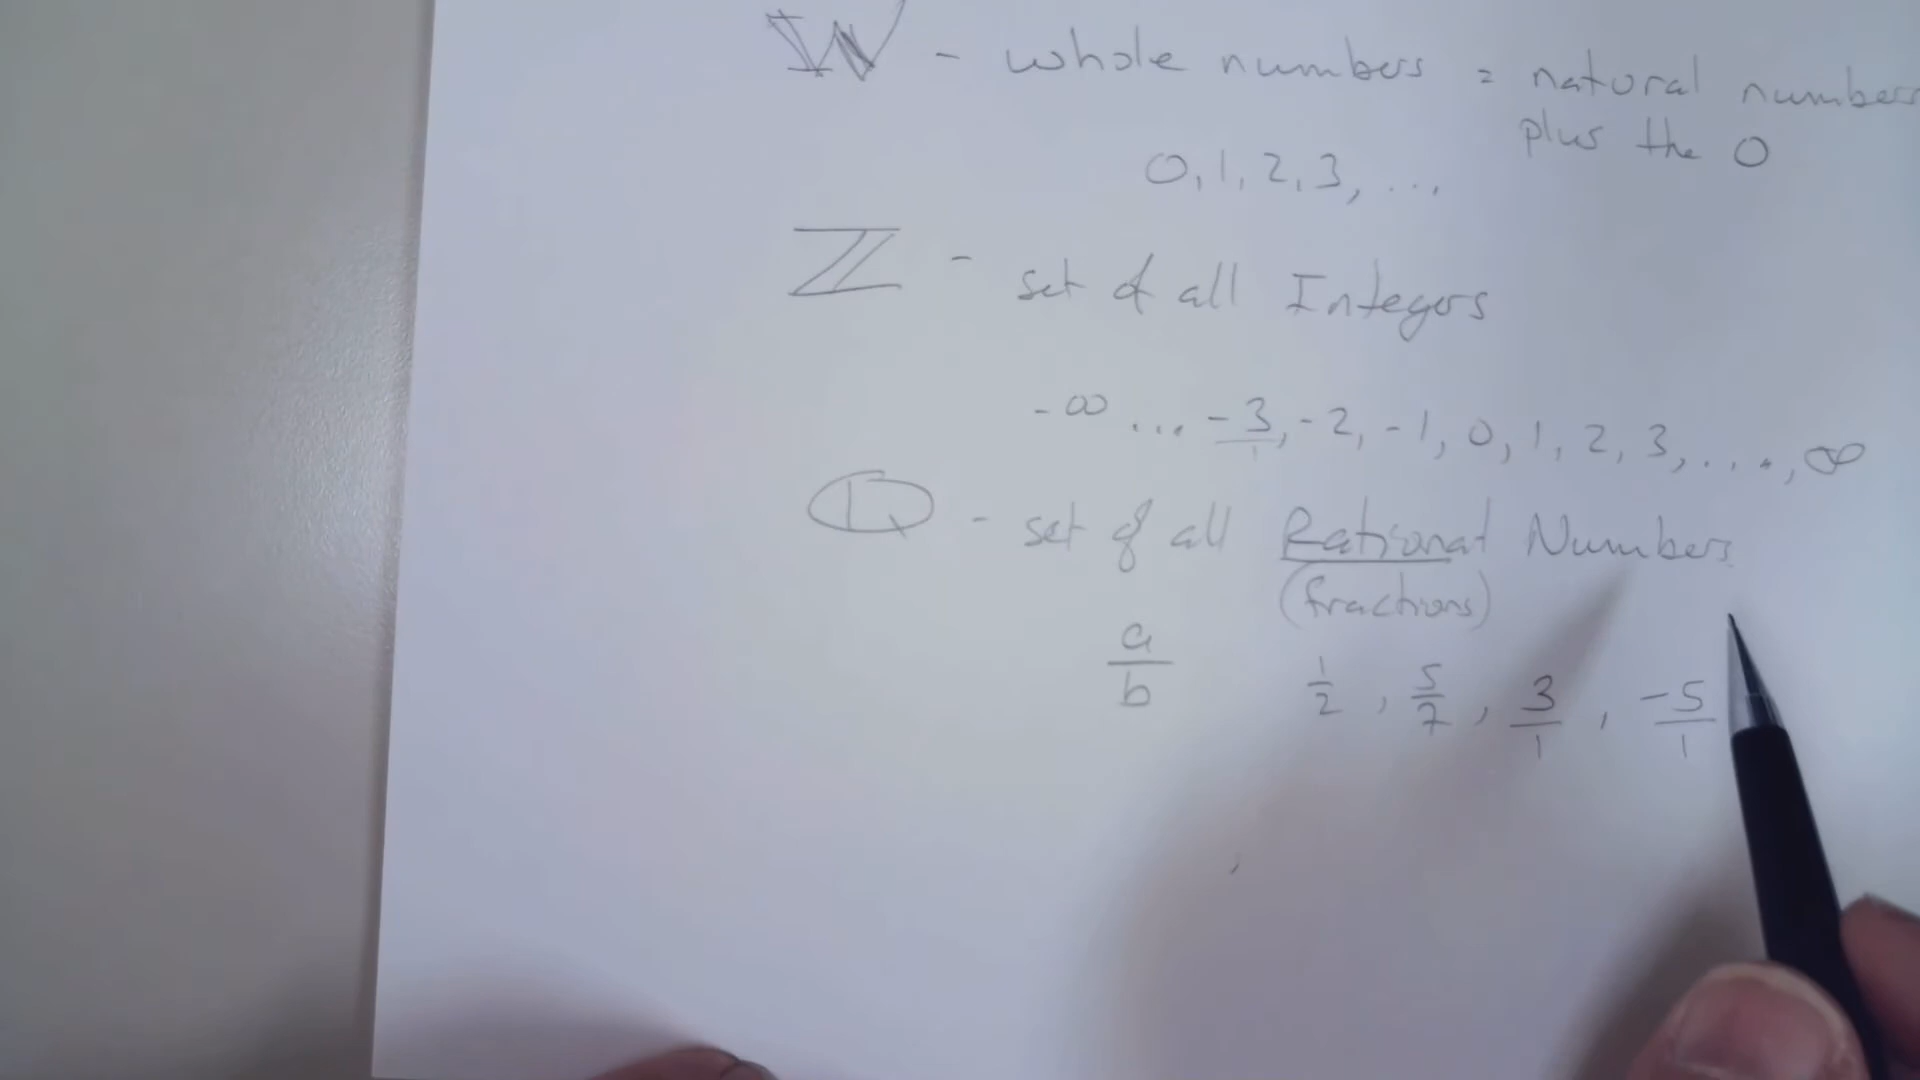 W - whole numbers = natural numbers
plus the 0
0, 1, 2, 3, ...
Z - set of all Integers
-∞ ... -3/1, -2, -1, 0, 1, 2, 3, ..., ∞
Q - set of all Rational Numbers
(fractions)
a/b 1/2, 5/7, 3/1, -5/1